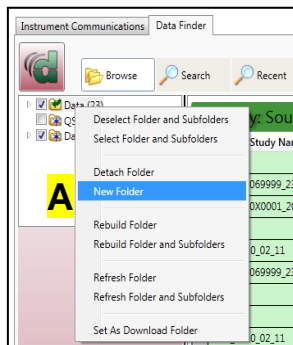 Instrument Communications Data Finder
Browse Search Recent
Data (23)
QS
Da
A
y: Sou
Study Nar
Deselect Folder and Subfolders
Select Folder and Subfolders
Detach Folder
New Folder
Rebuild Folder
Rebuild Folder and Subfolders
Refresh Folder
Refresh Folder and Subfolders
Set As Download Folder
069999_23
0X0001_20
0_02_11
069999_23
0_02_11